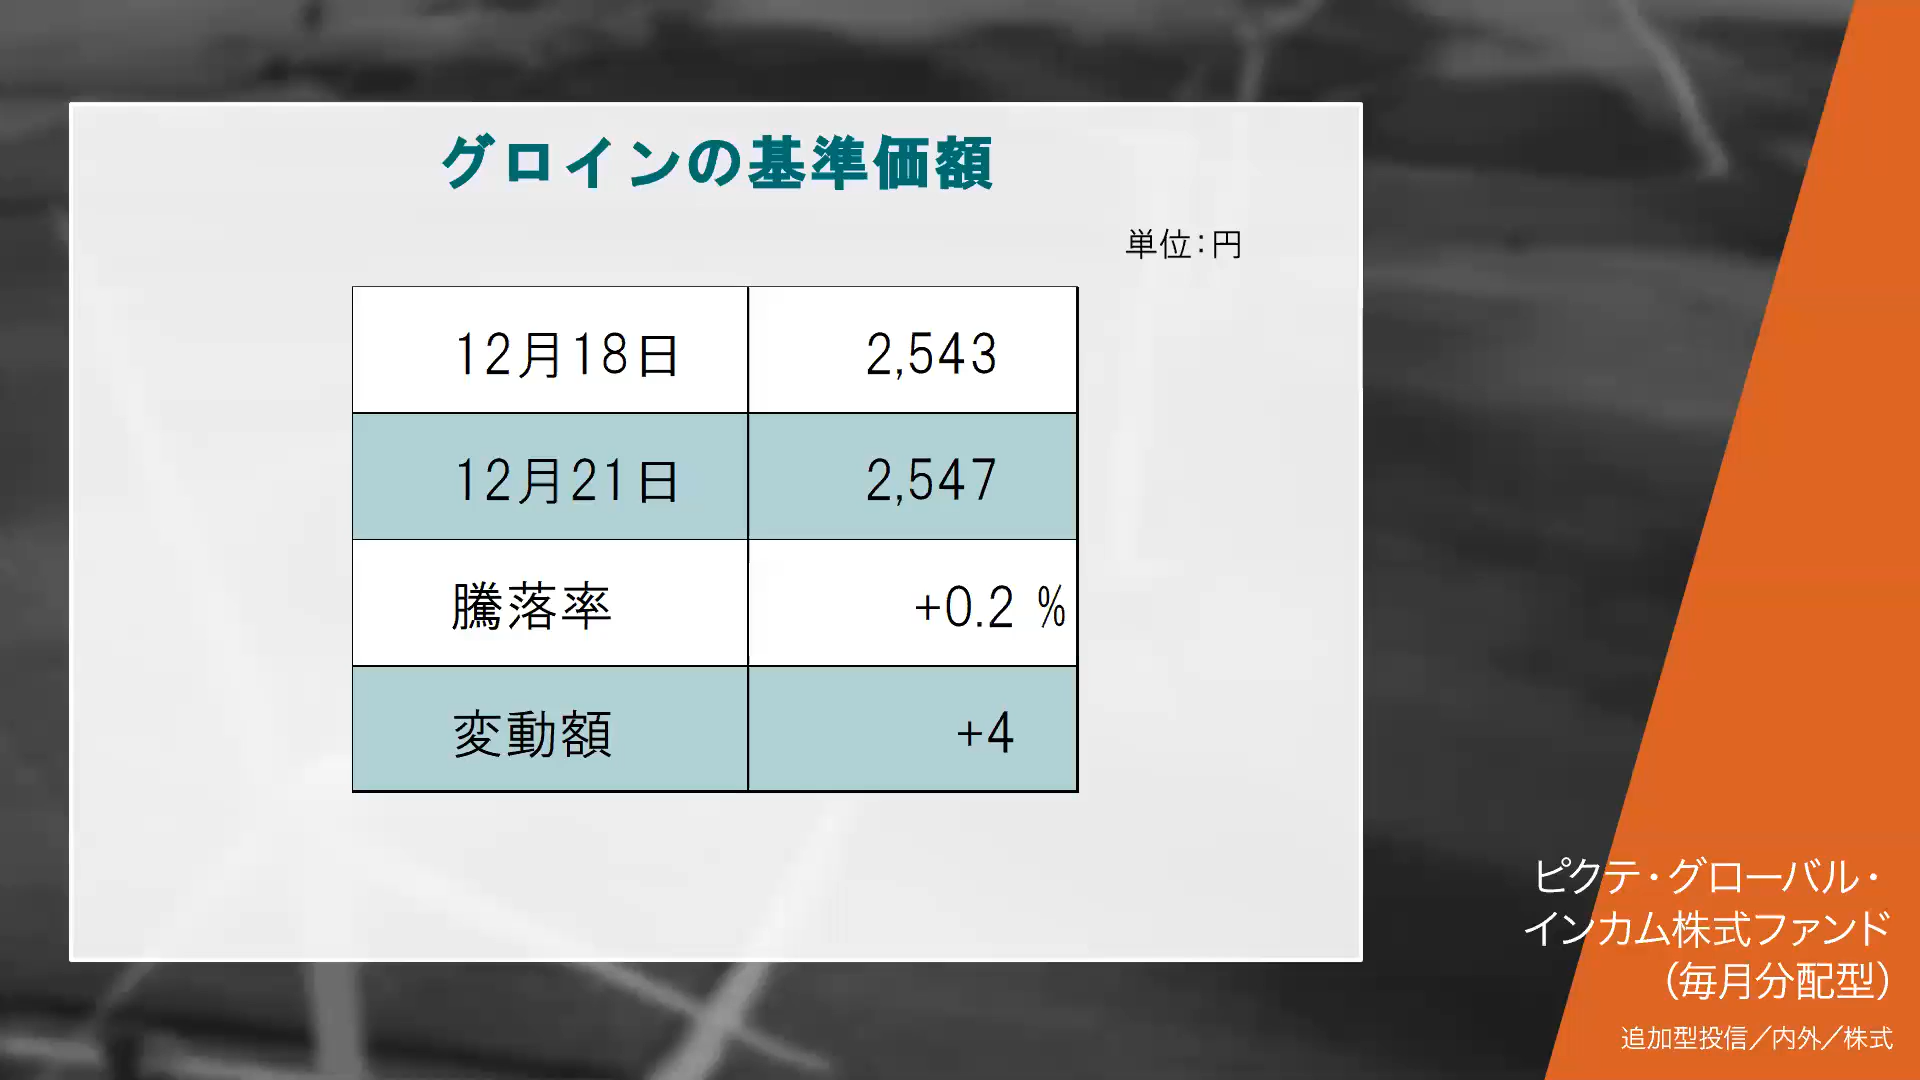 グロインの基準価額
単位：円
12月18日 2,543
12月21日 2,547
騰落率 +0.2 %
変動額 +4
ピクテ・グローバル・
インカム株式ファンド
（毎月分配型）
追加型投信／内外／株式